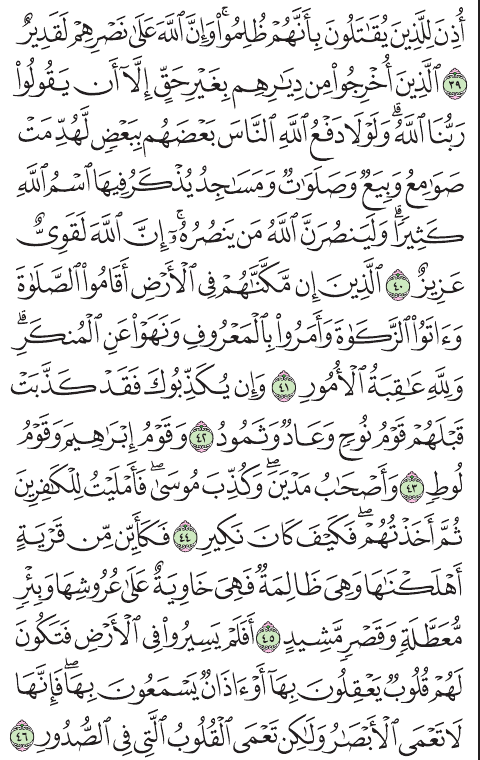 أُذِنَ لِلَّذِينَ يُقَٰتَلُونَ بِأَنَّهُمْ ظُلِمُوا۟ ۚ وَإِنَّ ٱللَّهَ عَلَىٰ نَصْرِهِمْ لَقَدِيرٌ
٣٩ ٱلَّذِينَ أُخْرِجُوا۟ مِن دِيَٰرِهِم بِغَيْرِ حَقٍّ إِلَّآ أَن يَقُولُوا۟
رَبُّنَا ٱللَّهُ ۗ وَلَوْلَا دَفْعُ ٱللَّهِ ٱلنَّاسَ بَعْضَهُم بِبَعْضٍ لَّهُدِّمَتْ
صَوَٰمِعُ وَبِيَعٌ وَصَلَوَٰتٌ وَمَسَٰجِدُ يُذْكَرُ فِيهَا ٱسْمُ ٱللَّهِ
كَثِيرًا ۗ وَلَيَنصُرَنَّ ٱللَّهُ مَن يَنصُرُهُۥٓ ۗ إِنَّ ٱللَّهَ لَقَوِىٌّ
عَزِيزٌ ٤٠ ٱلَّذِينَ إِن مَّكَّنَّٰهُمْ فِى ٱلْأَرْضِ أَقَامُوا۟ ٱلصَّلَوٰةَ
وَءَاتَوُا۟ ٱلزَّكَوٰةَ وَأَمَرُوا۟ بِٱلْمَعْرُوفِ وَنَهَوْا۟ عَنِ ٱلْمُنكَرِ ۗ
وَلِلَّهِ عَٰقِبَةُ ٱلْأُمُورِ ٤١ وَإِن يُكَذِّبُوكَ فَقَدْ كَذَّبَتْ
قَبْلَهُمْ قَوْمُ نُوحٍ وَعَادٌ وَثَمُودُ ٤٢ وَقَوْمُ إِبْرَٰهِيمَ وَقَوْمُ
لُوطٍ ٤٣ وَأَصْحَٰبُ مَدْيَنَ ۖ وَكُذِّبَ مُوسَىٰ فَأَمْلَيْتُ لِلْكَٰفِرِينَ
ثُمَّ أَخَذْتُهُمْ ۖ فَكَيْفَ كَانَ نَكِيرِ ٤٤ فَكَأَيِّن مِّن قَرْيَةٍ
أَهْلَكْنَٰهَا وَهِىَ ظَالِمَةٌ فَهِىَ خَاوِيَةٌ عَلَىٰ عُرُوشِهَا وَبِئْرٍ
مُّعَطَّلَةٍ وَقَصْرٍ مَّشِيدٍ ٤٥ أَفَلَمْ يَسِيرُوا۟ فِى ٱلْأَرْضِ فَتَكُونَ
لَهُمْ قُلُوبٌ يَعْقِلُونَ بِهَآ أَوْ ءَاذَانٌ يَسْمَعُونَ بِهَا ۖ فَإِنَّهَا
لَا تَعْمَى ٱلْأَبْصَٰرُ وَلَٰكِن تَعْمَى ٱلْقُلُوبُ ٱلَّتِى فِى ٱلصُّدُورِ ٤٦